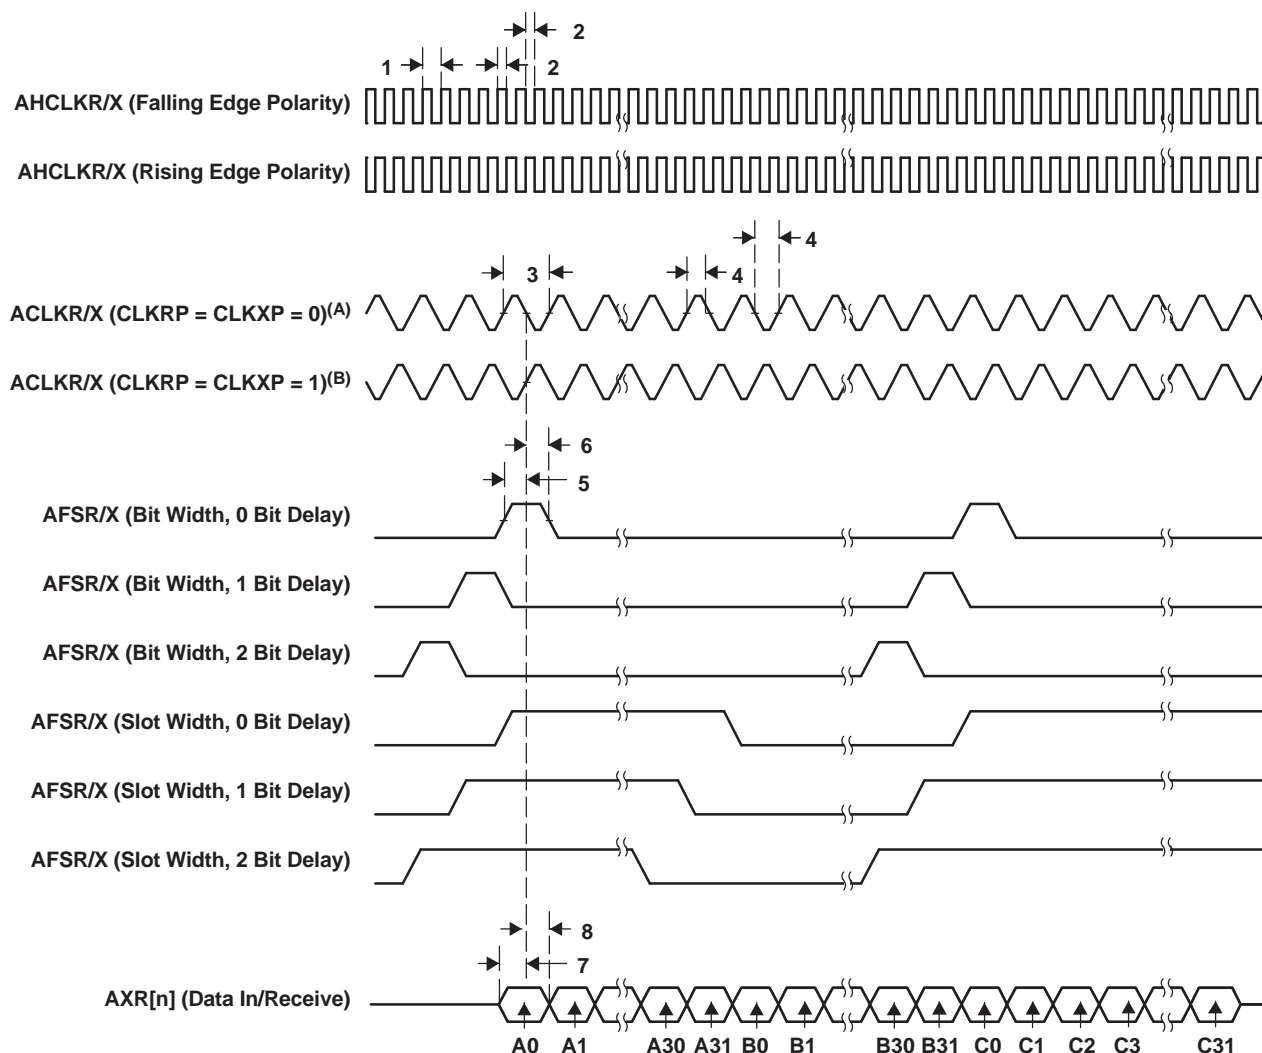 2
1
2
AHCLKR/X (Falling Edge Polarity)
AHCLKR/X (Rising Edge Polarity)
4
3
4
ACLKR/X (CLKRP = CLKXP = 0)(A)
ACLKR/X (CLKRP = CLKXP = 1)(B)
6
5
AFSR/X (Bit Width, 0 Bit Delay)
AFSR/X (Bit Width, 1 Bit Delay)
AFSR/X (Bit Width, 2 Bit Delay)
AFSR/X (Slot Width, 0 Bit Delay)
AFSR/X (Slot Width, 1 Bit Delay)
AFSR/X (Slot Width, 2 Bit Delay)
8
7
AXR[n] (Data In/Receive)
A0 A1 A30 A31 B0 B1 B30 B31 C0 C1 C2 C3 C31